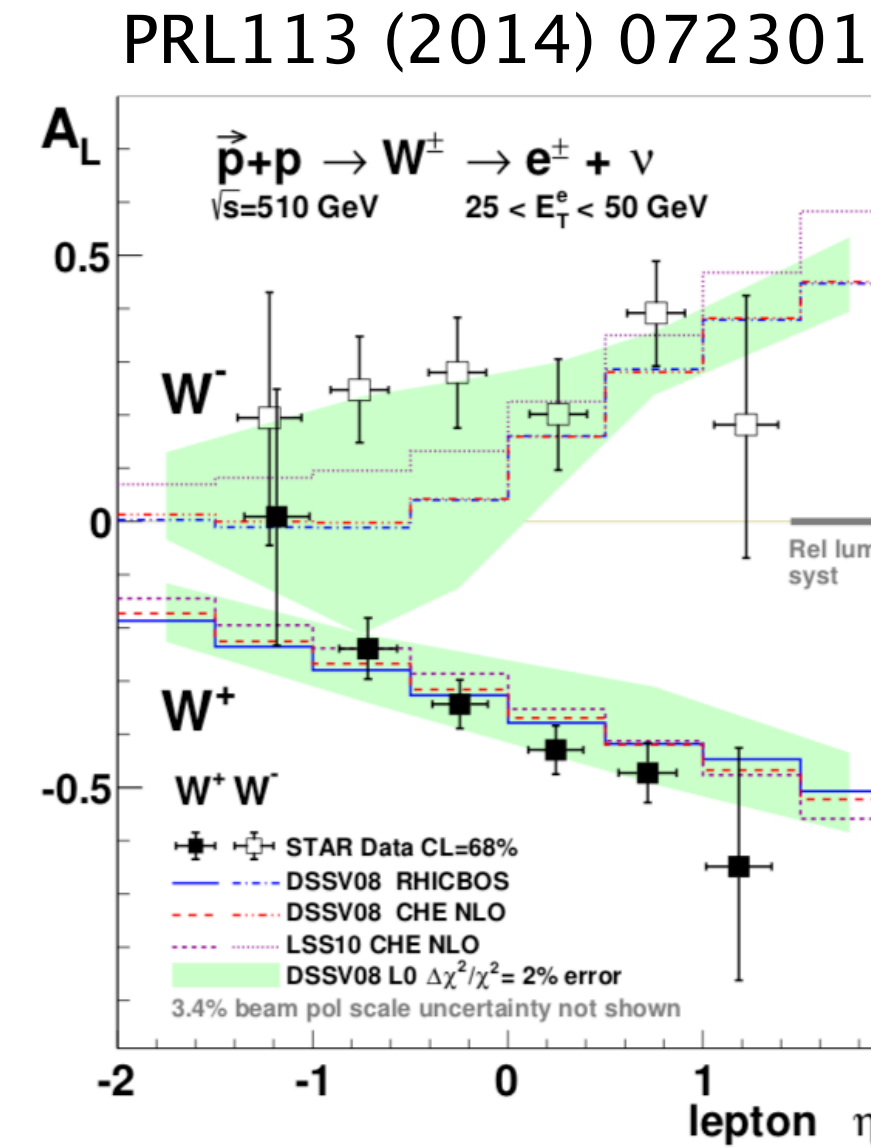 PRL113 (2014) 072301
A_L
p⃗+p → W^± → e^± + ν
√s=510 GeV 25 < E_T^e < 50 GeV
0.5
W^-
0
Rel lum
syst
W^+
W^+ W^-
-0.5
STAR Data CL=68%
DSSV08 RHICBOS
DSSV08 CHE NLO
LSS10 CHE NLO
DSSV08 L0 Δχ²/χ²= 2% error
3.4% beam pol scale uncertainty not shown
-2 -1 0 1
lepton η